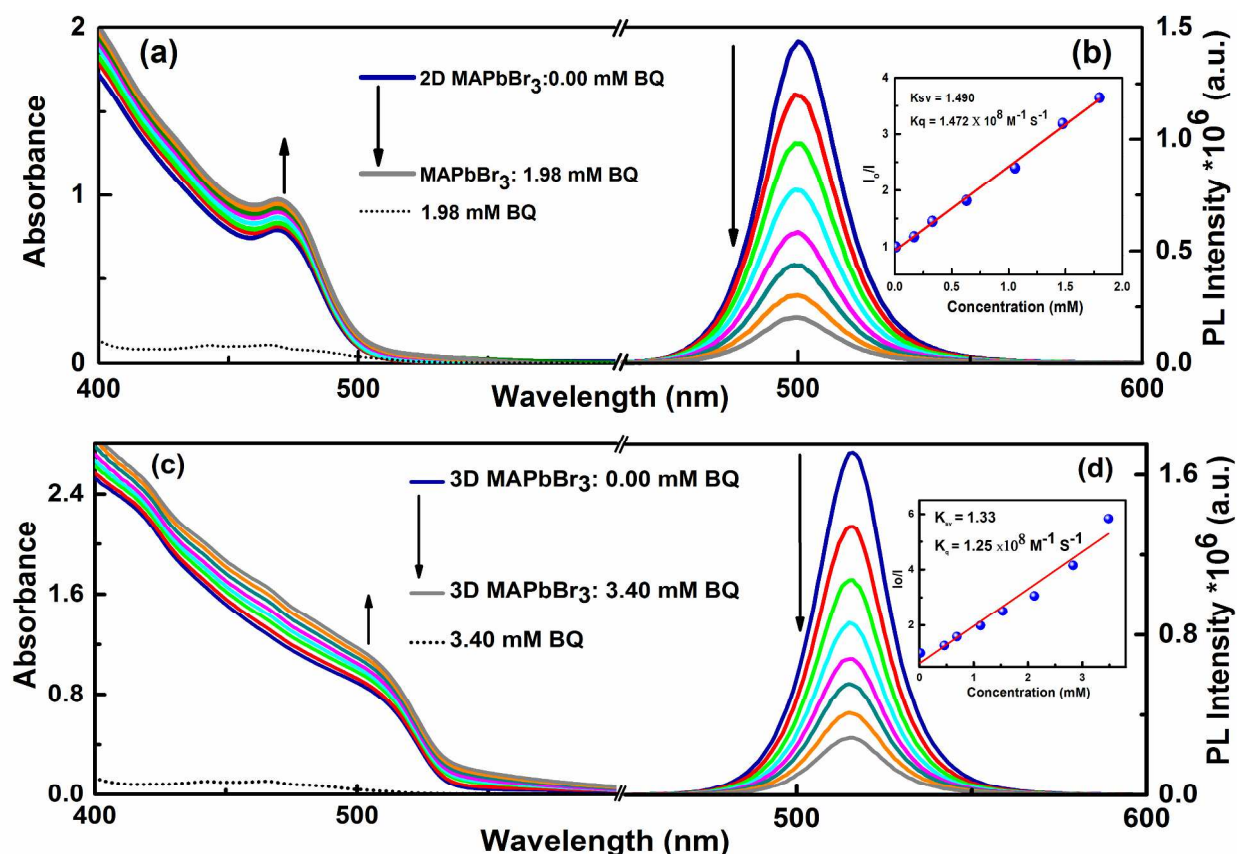 (a)
2D MAPbBr3:0.00 mM BQ
MAPbBr3: 1.98 mM BQ
1.98 mM BQ
2
1
0
Absorbance
400
500
(b)
Ksv = 1.490
Kq = 1.472 X 10^8 M^-1 S^-1
Io/I
4
3
2
1
0.0
0.5
1.0
1.5
2.0
Concentration (mM)
1.5
1.0
0.5
0.0
PL Intensity *10^6 (a.u.)
500
600
Wavelength (nm)
(c)
3D MAPbBr3: 0.00 mM BQ
3D MAPbBr3: 3.40 mM BQ
3.40 mM BQ
2.4
1.6
0.8
0.0
Absorbance
400
500
(d)
Ksv = 1.33
Kq = 1.25 x10^8 M^-1 S^-1
Io/I
6
4
2
0
1
2
3
Concentration (mM)
1.6
0.8
0.0
PL Intensity *10^6 (a.u.)
500
600
Wavelength (nm)